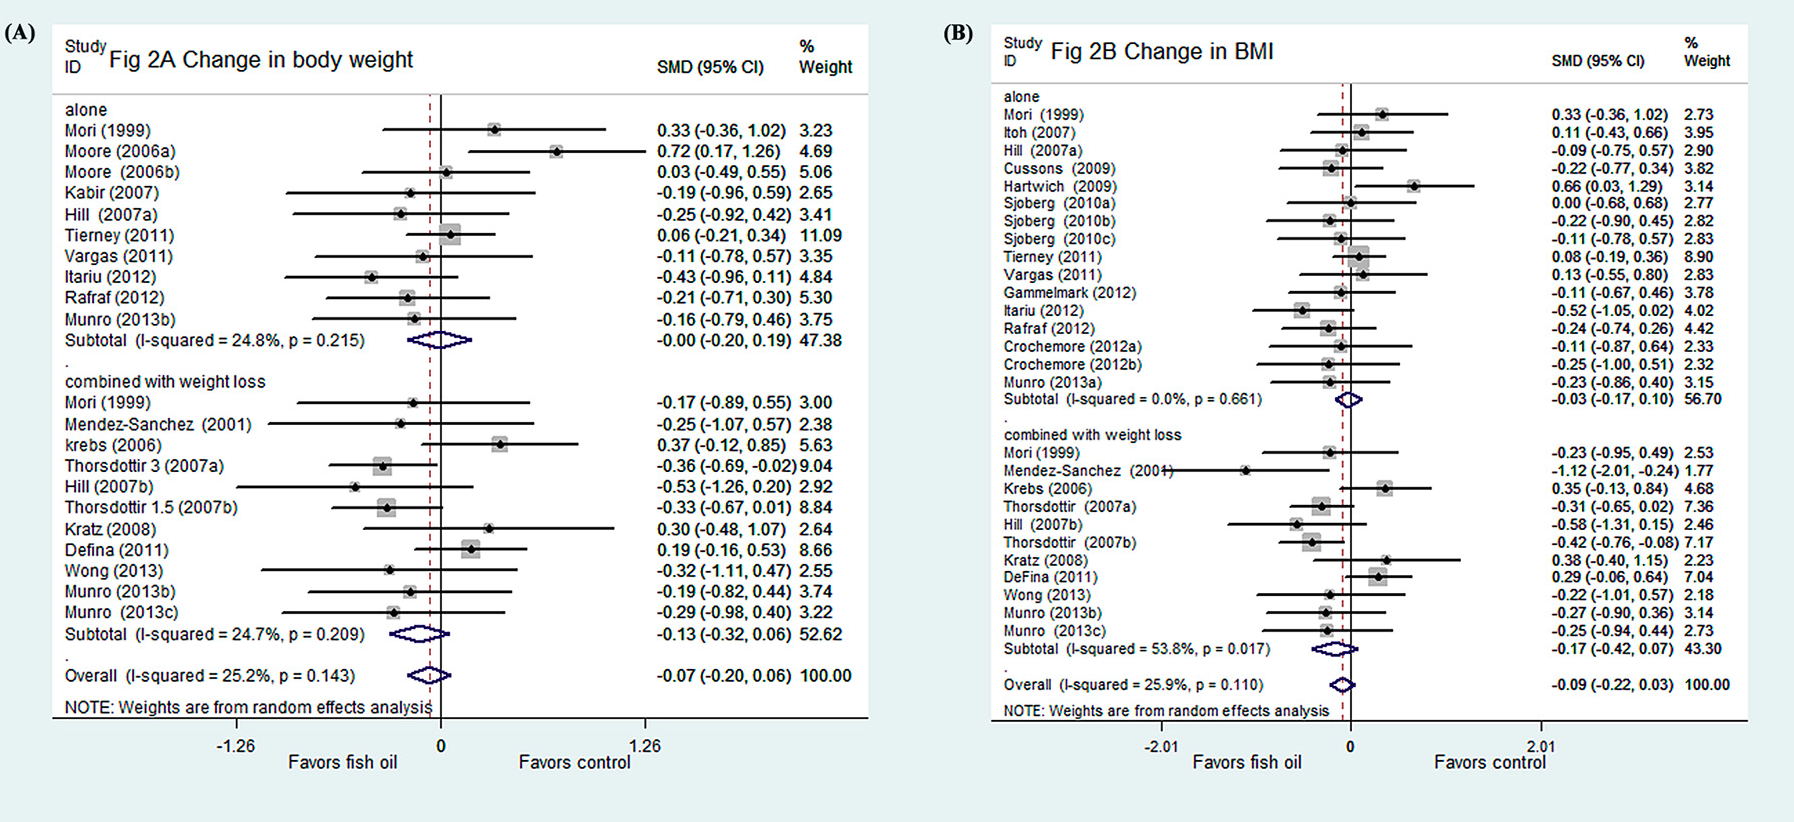 (A)
Study
ID
Fig 2A Change in body weight
SMD (95% CI)
%
Weight
alone
Mori (1999) 0.33 (-0.36, 1.02) 3.23
Moore (2006a) 0.72 (0.17, 1.26) 4.69
Moore (2006b) 0.03 (-0.49, 0.55) 5.06
Kabir (2007) -0.19 (-0.96, 0.59) 2.65
Hill (2007a) -0.25 (-0.92, 0.42) 3.41
Tierney (2011) 0.06 (-0.21, 0.34) 11.09
Vargas (2011) -0.11 (-0.78, 0.57) 3.35
Itariu (2012) -0.43 (-0.96, 0.11) 4.84
Rafraf (2012) -0.21 (-0.71, 0.30) 5.30
Munro (2013b) -0.16 (-0.79, 0.46) 3.75
Subtotal (I-squared = 24.8%, p = 0.215) -0.00 (-0.20, 0.19) 47.38
.
combined with weight loss
Mori (1999) -0.17 (-0.89, 0.55) 3.00
Mendez-Sanchez (2001) -0.25 (-1.07, 0.57) 2.38
krebs (2006) 0.37 (-0.12, 0.85) 5.63
Thorsdottir 3 (2007a) -0.36 (-0.69, -0.02) 9.04
Hill (2007b) -0.53 (-1.26, 0.20) 2.92
Thorsdottir 1.5 (2007b) -0.33 (-0.67, 0.01) 8.84
Kratz (2008) 0.30 (-0.48, 1.07) 2.64
Defina (2011) 0.19 (-0.16, 0.53) 8.66
Wong (2013) -0.32 (-1.11, 0.47) 2.55
Munro (2013b) -0.19 (-0.82, 0.44) 3.74
Munro (2013c) -0.29 (-0.98, 0.40) 3.22
Subtotal (I-squared = 24.7%, p = 0.209) -0.13 (-0.32, 0.06) 52.62
.
Overall (I-squared = 25.2%, p = 0.143) -0.07 (-0.20, 0.06) 100.00
NOTE: Weights are from random effects analysis
-1.26 0 1.26
Favors fish oil Favors control
(B)
Study
ID
Fig 2B Change in BMI
SMD (95% CI)
%
Weight
alone
Mori (1999) 0.33 (-0.36, 1.02) 2.73
Itoh (2007) 0.11 (-0.43, 0.66) 3.95
Hill (2007a) -0.09 (-0.75, 0.57) 2.90
Cussons (2009) -0.22 (-0.77, 0.34) 3.82
Hartwich (2009) 0.66 (0.03, 1.29) 3.14
Sjoberg (2010a) 0.00 (-0.68, 0.68) 2.77
Sjoberg (2010b) -0.22 (-0.90, 0.45) 2.82
Sjoberg (2010c) -0.11 (-0.78, 0.57) 2.83
Tierney (2011) 0.08 (-0.19, 0.36) 8.90
Vargas (2011) 0.13 (-0.55, 0.80) 2.83
Gammelmark (2012) -0.11 (-0.67, 0.46) 3.78
Itariu (2012) -0.52 (-1.05, 0.02) 4.02
Rafraf (2012) -0.24 (-0.74, 0.26) 4.42
Crochemore (2012a) -0.11 (-0.87, 0.64) 2.33
Crochemore (2012b) -0.25 (-1.00, 0.51) 2.32
Munro (2013a) -0.23 (-0.86, 0.40) 3.15
Subtotal (I-squared = 0.0%, p = 0.661) -0.03 (-0.17, 0.10) 56.70
.
combined with weight loss
Mori (1999) -0.23 (-0.95, 0.49) 2.53
Mendez-Sanchez (2001) -1.12 (-2.01, -0.24) 1.77
Krebs (2006) 0.35 (-0.13, 0.84) 4.68
Thorsdottir (2007a) -0.31 (-0.65, 0.02) 7.36
Hill (2007b) -0.58 (-1.31, 0.15) 2.46
Thorsdottir (2007b) -0.42 (-0.76, -0.08) 7.17
Kratz (2008) 0.38 (-0.40, 1.15) 2.23
DeFina (2011) 0.29 (-0.06, 0.64) 7.04
Wong (2013) -0.22 (-1.01, 0.57) 2.18
Munro (2013b) -0.27 (-0.90, 0.36) 3.14
Munro (2013c) -0.25 (-0.94, 0.44) 2.73
Subtotal (I-squared = 53.8%, p = 0.017) -0.17 (-0.42, 0.07) 43.30
.
Overall (I-squared = 25.9%, p = 0.110) -0.09 (-0.22, 0.03) 100.00
NOTE: Weights are from random effects analysis
-2.01 0 2.01
Favors fish oil Favors control